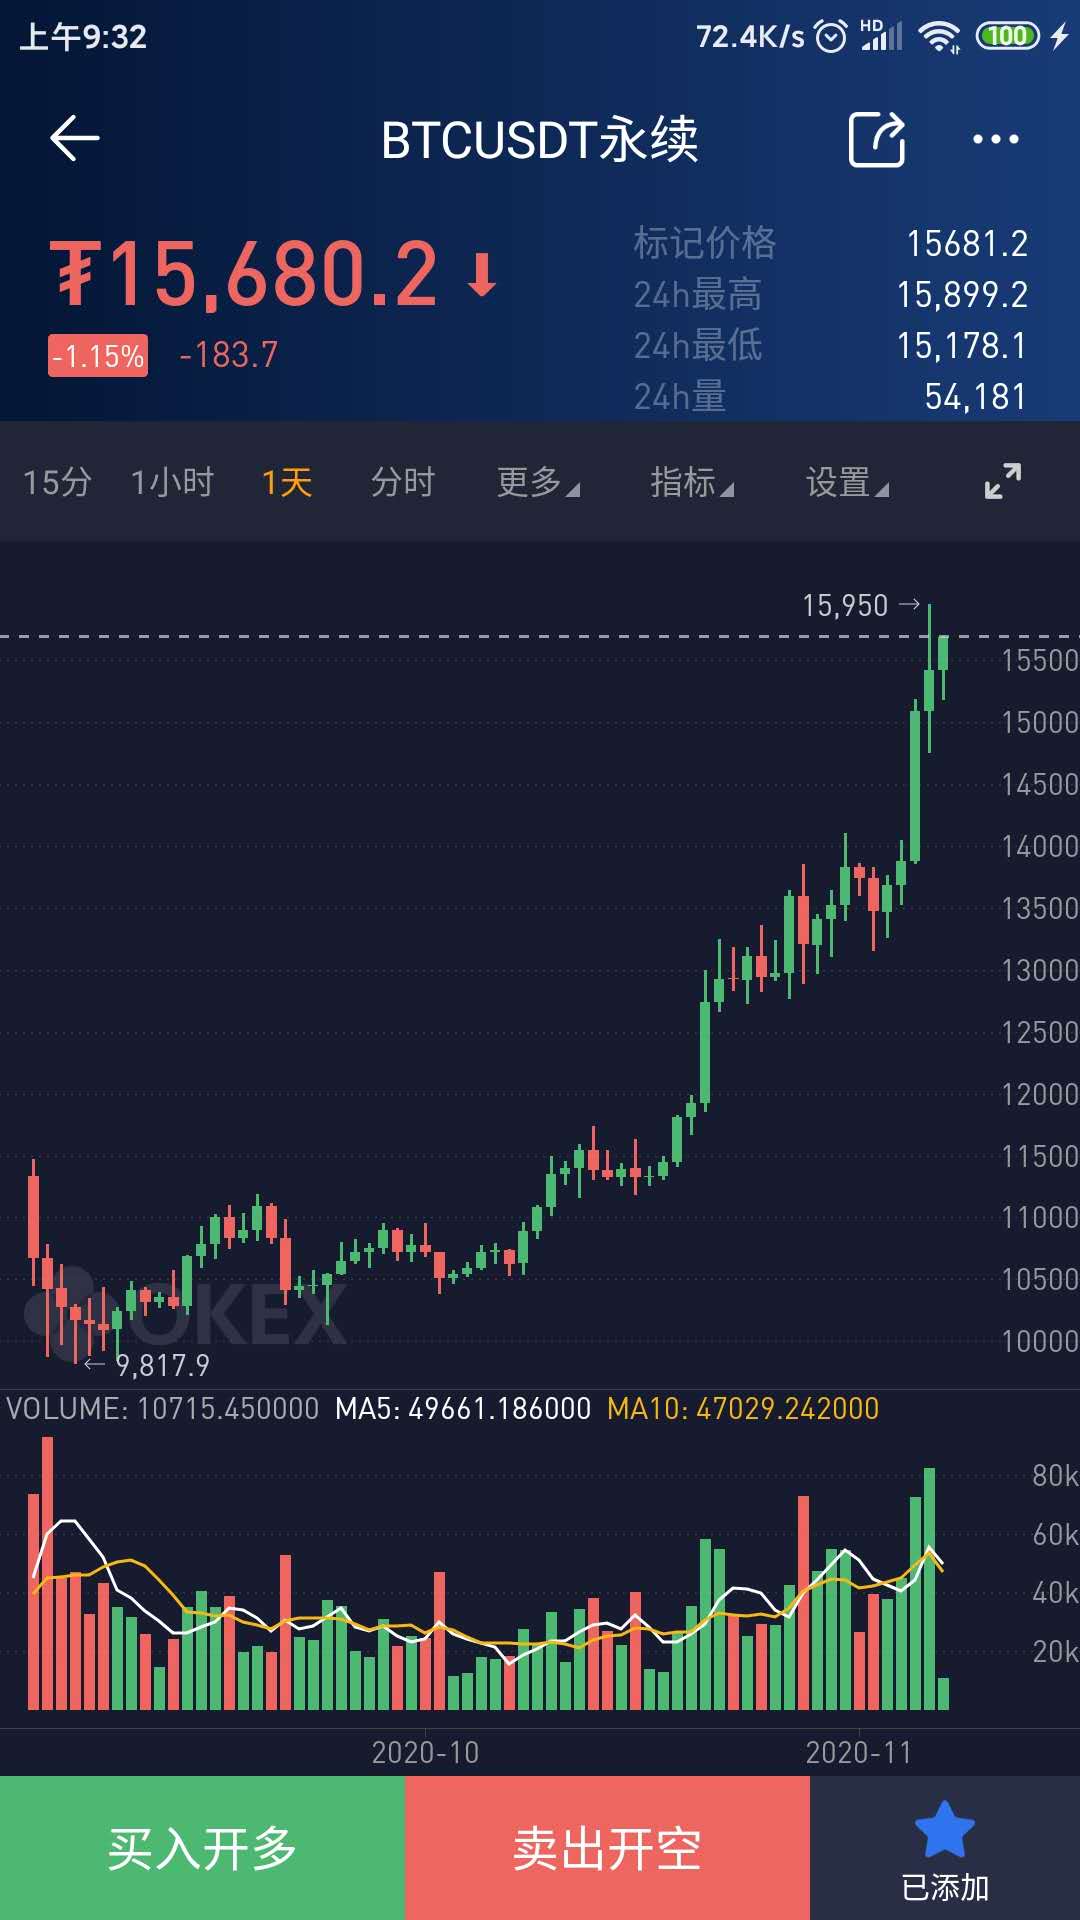 上午9:32 72.4K/s HD 100
BTCUSDT永续
₮15,680.2
-1.15% -183.7
标记价格 15681.2
24h最高 15,899.2
24h最低 15,178.1
24h量 54,181
15分 1小时 1天 分时 更多 指标 设置
15,950
15500
15000
14500
14000
13500
13000
12500
12000
11500
11000
10500
10000
OKEX
9,817.9
VOLUME: 10715.450000 MA5: 49661.186000 MA10: 47029.242000
80k
60k
40k
20k
2020-10 2020-11
买入开多 卖出开空 已添加